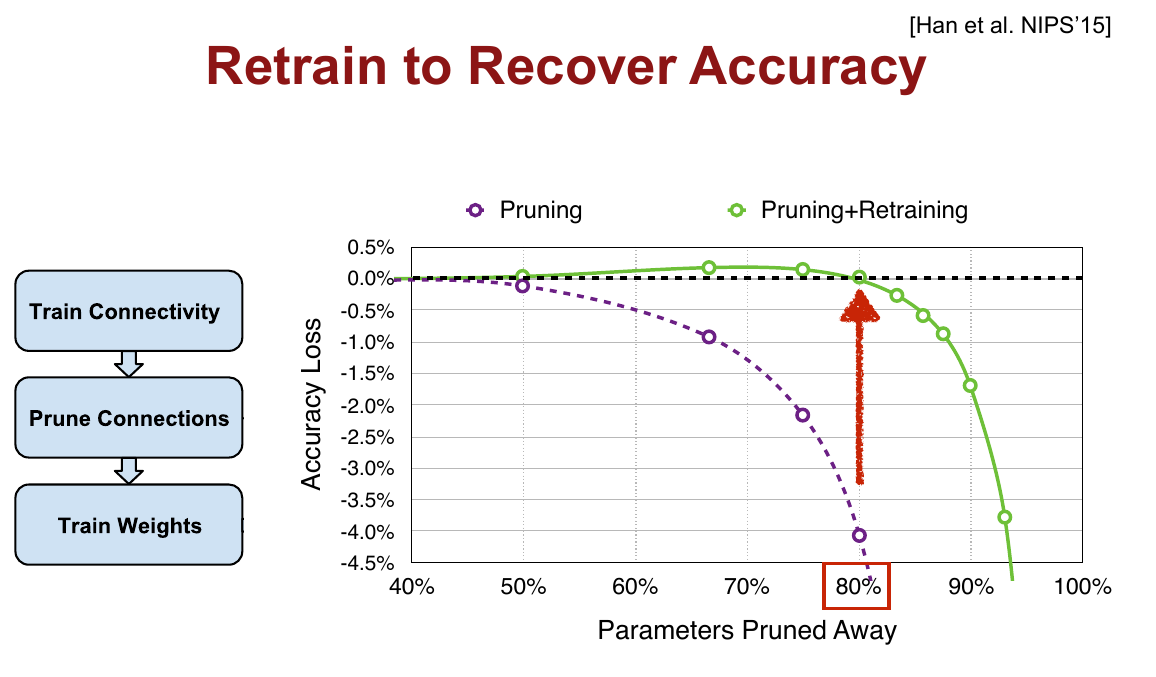 [Han et al. NIPS’15]
Retrain to Recover Accuracy
Pruning
Pruning+Retraining
Train Connectivity
Prune Connections
Train Weights
Accuracy Loss
0.5%
0.0%
-0.5%
-1.0%
-1.5%
-2.0%
-2.5%
-3.0%
-3.5%
-4.0%
-4.5%
40% 50% 60% 70% 80% 90% 100%
Parameters Pruned Away